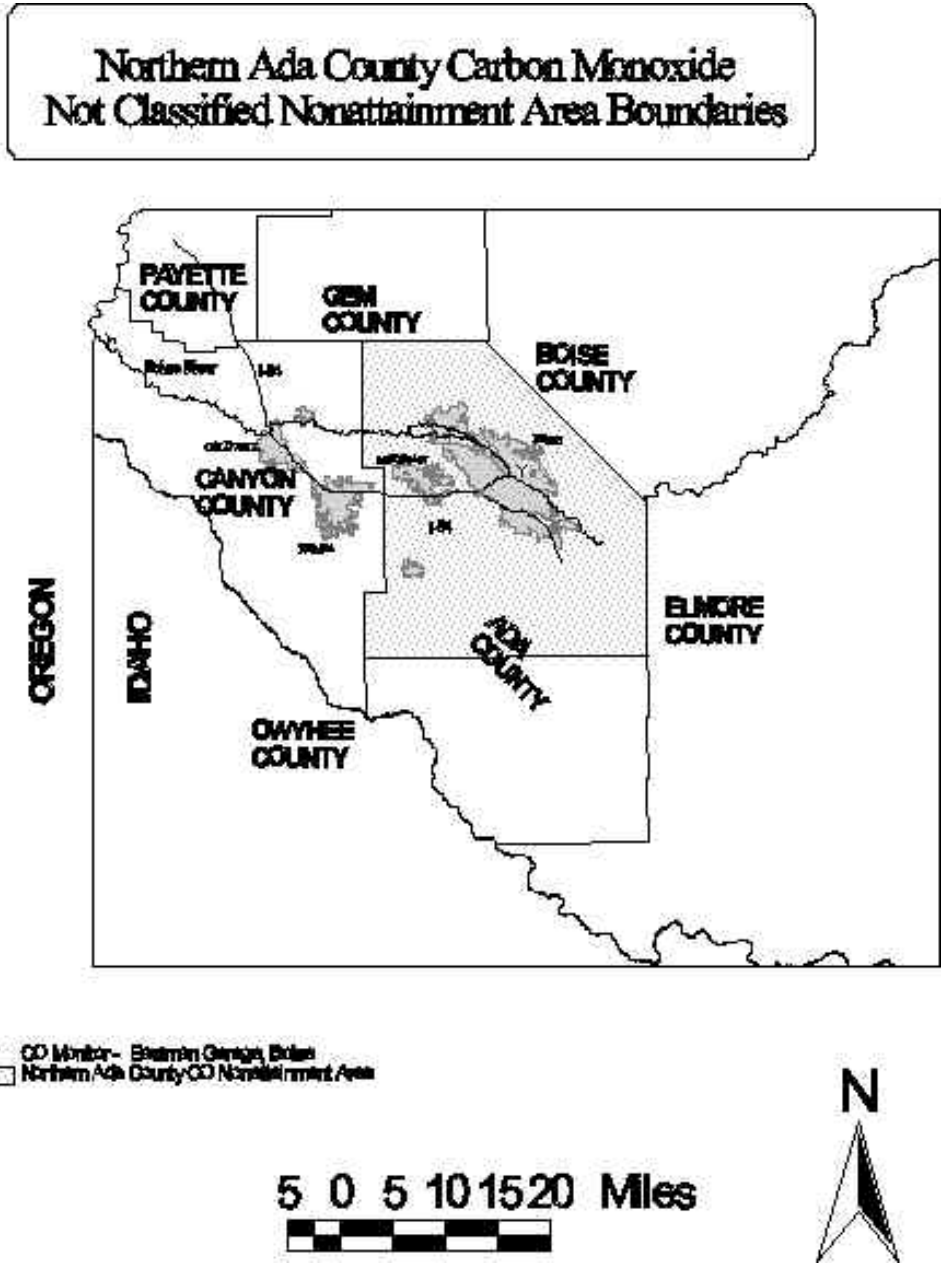 Northern Ada County Carbon Monoxide
Not Classified Nonattainment Area Boundaries
PAYETTE
COUNTY
GEM
COUNTY
BOISE
COUNTY
Boise River
I-84
CANYON
COUNTY
I-84
OREGON
IDAHO
ADA
COUNTY
ELMORE
COUNTY
OWYHEE
COUNTY
CO Monitor - Eastman Garage, Boise
Northern Ada County CO Nonattainment Area
N
5 0 5 10 15 20 Miles